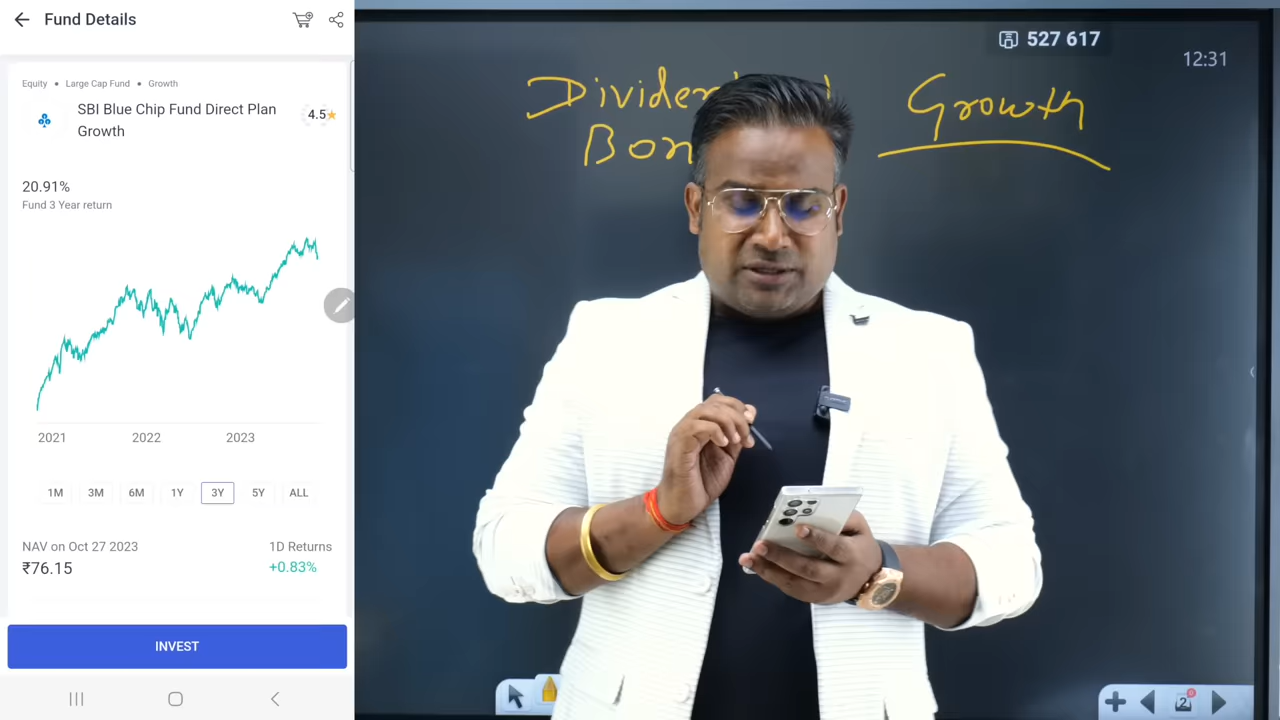 Fund Details
Equity • Large Cap Fund • Growth
SBI Blue Chip Fund Direct Plan
Growth
4.5★
20.91%
Fund 3 Year return
2021 2022 2023
1M 3M 6M 1Y 3Y 5Y ALL
NAV on Oct 27 2023 1D Returns
₹76.15 +0.83%
INVEST
527 617
12:31
Growth
2